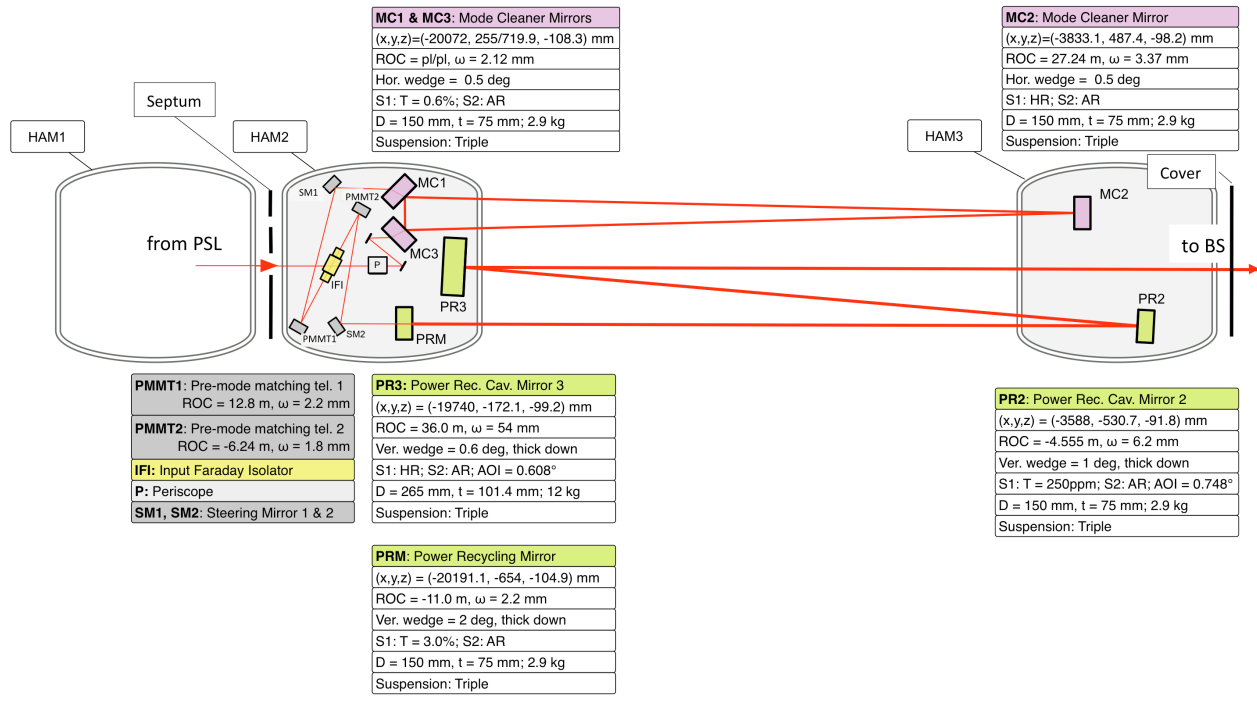 MC1 & MC3: Mode Cleaner Mirrors
(x,y,z)=(-20072, 255/719.9, -108.3) mm
ROC = pl/pl, ω = 2.12 mm
Hor. wedge = 0.5 deg
S1: T = 0.6%; S2: AR
D = 150 mm, t = 75 mm; 2.9 kg
Suspension: Triple
MC2: Mode Cleaner Mirror
(x,y,z)=(-3833.1, 487.4, -98.2) mm
ROC = 27.24 m, ω = 3.37 mm
Hor. wedge = 0.5 deg
S1: HR; S2: AR
D = 150 mm, t = 75 mm; 2.9 kg
Suspension: Triple
Septum
HAM1
HAM2
HAM3
Cover
SM1
PMMT2
MC1
MC2
from PSL
MC3
to BS
P
IFI
PR3
PR2
PMMT1
SM2
PRM
PMMT1: Pre-mode matching tel. 1
ROC = 12.8 m, ω = 2.2 mm
PMMT2: Pre-mode matching tel. 2
ROC = -6.24 m, ω = 1.8 mm
IFI: Input Faraday Isolator
P: Periscope
SM1, SM2: Steering Mirror 1 & 2
PR3: Power Rec. Cav. Mirror 3
(x,y,z) = (-19740, -172.1, -99.2) mm
ROC = 36.0 m, ω = 54 mm
Ver. wedge = 0.6 deg, thick down
S1: HR; S2: AR; AOI = 0.608°
D = 265 mm, t = 101.4 mm; 12 kg
Suspension: Triple
PR2: Power Rec. Cav. Mirror 2
(x,y,z) = (-3588, -530.7, -91.8) mm
ROC = -4.555 m, ω = 6.2 mm
Ver. wedge = 1 deg, thick down
S1: T = 250ppm; S2: AR; AOI = 0.748°
D = 150 mm, t = 75 mm; 2.9 kg
Suspension: Triple
PRM: Power Recycling Mirror
(x,y,z) = (-20191.1, -654, -104.9) mm
ROC = -11.0 m, ω = 2.2 mm
Ver. wedge = 2 deg, thick down
S1: T = 3.0%; S2: AR
D = 150 mm, t = 75 mm; 2.9 kg
Suspension: Triple